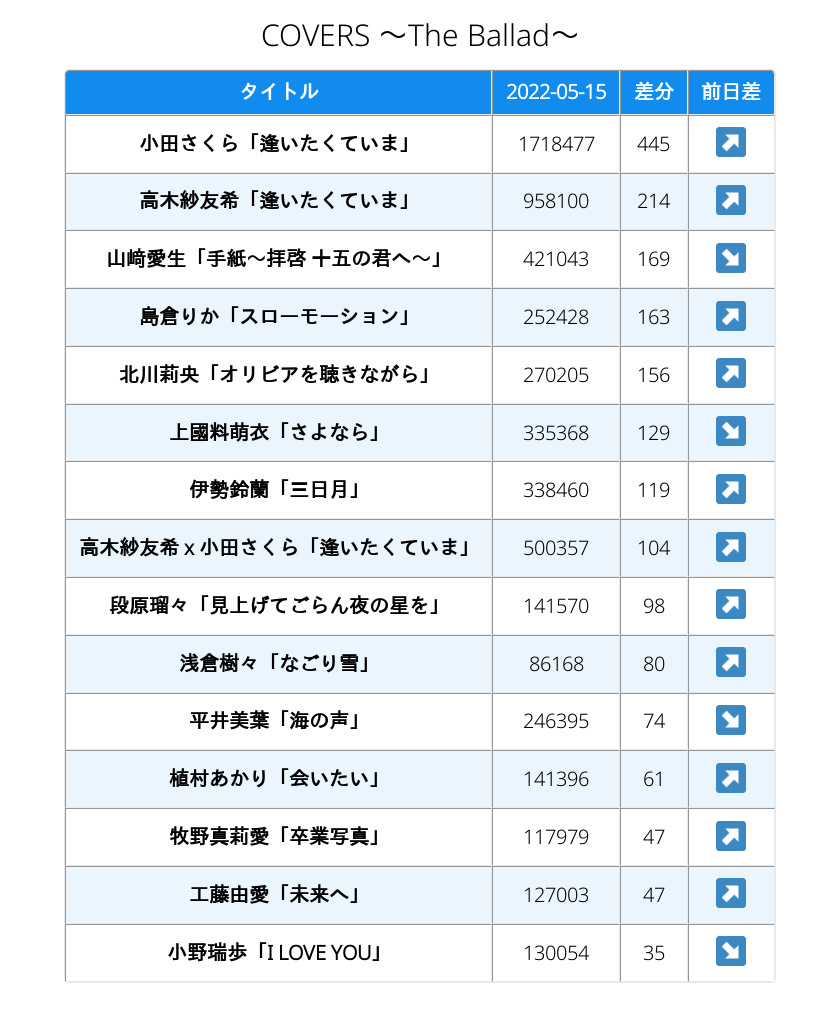 COVERS ～The Ballad～
タイトル 2022-05-15 差分 前日差
小田さくら「逢いたくていま」 1718477 445 ↗
高木紗友希「逢いたくていま」 958100 214 ↗
山﨑愛生「手紙～拝啓 十五の君へ～」 421043 169 ↘
島倉りか「スローモーション」 252428 163 ↗
北川莉央「オリビアを聴きながら」 270205 156 ↗
上國料萌衣「さよなら」 335368 129 ↘
伊勢鈴蘭「三日月」 338460 119 ↗
高木紗友希 x 小田さくら「逢いたくていま」 500357 104 ↗
段原瑠々「見上げてごらん夜の星を」 141570 98 ↗
浅倉樹々「なごり雪」 86168 80 ↗
平井美葉「海の声」 246395 74 ↘
植村あかり「会いたい」 141396 61 ↗
牧野真莉愛「卒業写真」 117979 47 ↗
工藤由愛「未来へ」 127003 47 ↗
小野瑞歩「I LOVE YOU」 130054 35 ↘